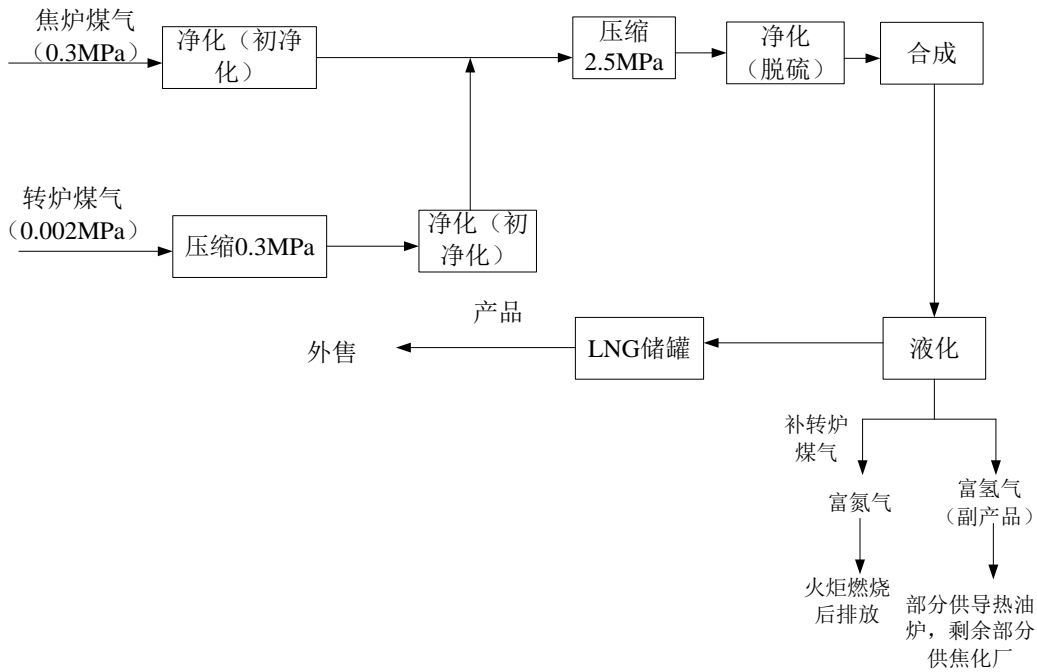 焦炉煤气
（0.3MPa）
净化（初净
化）
压缩
2.5MPa
净化
（脱硫）
合成
转炉煤气
（0.002MPa）
压缩0.3MPa
净化（初
净化）
产品
外售
LNG储罐
液化
补转炉
煤气
富氮气
富氢气
（副产品）
火炬燃烧
后排放
部分供导热油
炉，剩余部分
供焦化厂